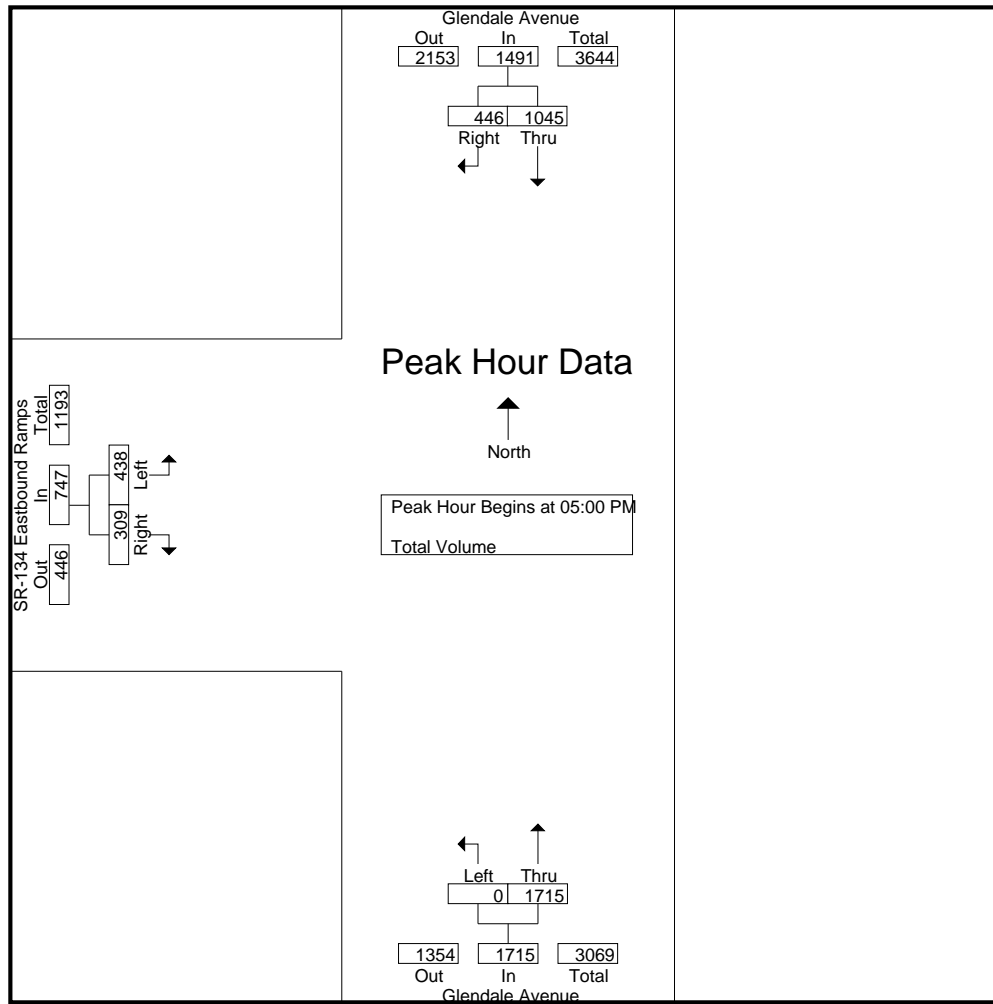 Glendale Avenue
Out In Total
2153 1491 3644
446 1045
Right Thru
Peak Hour Data
North
Peak Hour Begins at 05:00 PM
Total Volume
SR-134 Eastbound Ramps
Out In Total
446 747 1193
309 438
Right Left
Left Thru
0 1715
1354 1715 3069
Out In Total
Glendale Avenue